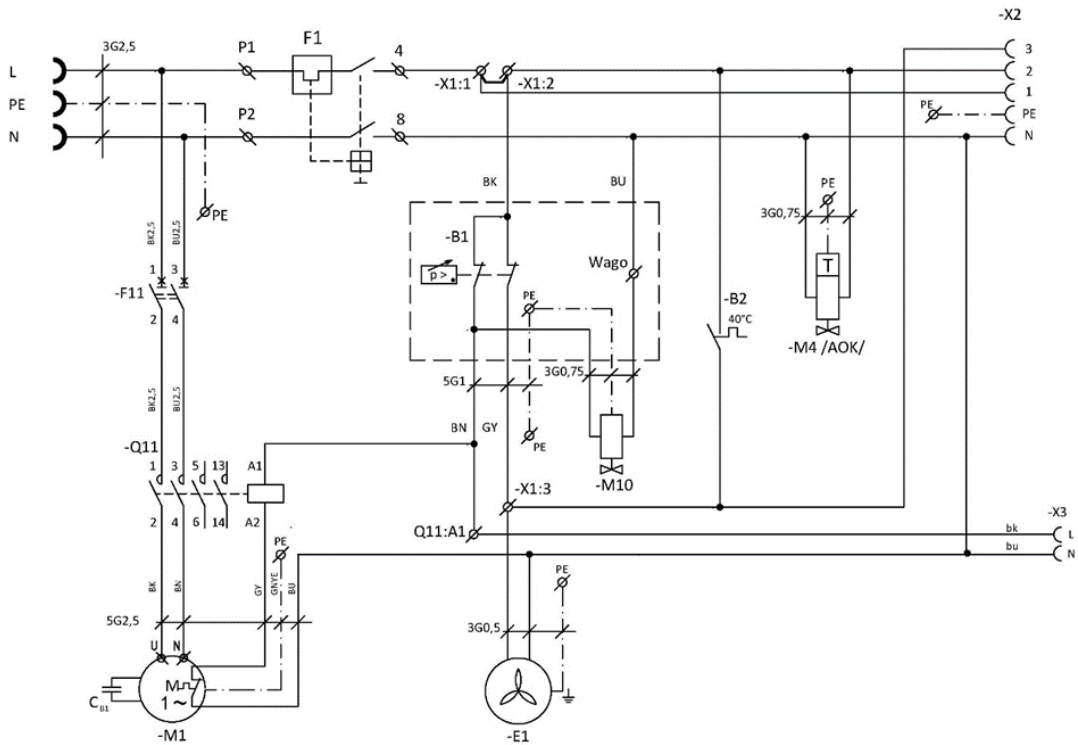 -X2
3G2,5 P1 F1 4 3
L -X1:1 -X1:2 2
1
PE PE PE
N P2 8 N
BK BU
PE
3G0,75
PE
BK2,5 BU2,5
-B1
Wago
T
p>
1 3
-F11
2 4
PE
-B2
40°C
-M4 /AOK/
5G1 3G0,75
BK2,5 BU2,5
BN GY
PE
-Q11
1 3 5 13 A1
-M10
-X1:3
2 4 6 14 A2
Q11:A1
-X3
bk L
bu N
PE
PE
BK BN GY GNYE BU
5G2,5
3G0,5
U N
M
1~
C B1
-M1
-E1